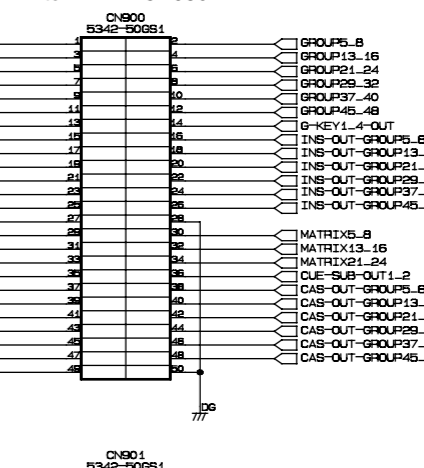 CN900
5342-50GS1
1 2 GROUP5_8
3 4 GROUP13_16
5 6 GROUP21_24
7 8 GROUP29_32
9 10 GROUP37_40
11 12 GROUP45_48
13 14 G-KEY1_4-OUT
15 16 INS-OUT-GROUP5_8
17 18 INS-OUT-GROUP13_
19 20 INS-OUT-GROUP21_
21 22 INS-OUT-GROUP29_
23 24 INS-OUT-GROUP37_
25 26 INS-OUT-GROUP45_
27 28
29 30 MATRIX5_8
31 32 MATRIX13_16
33 34 MATRIX21_24
35 36 CUE-SUB-OUT1_2
37 38 CAS-OUT-GROUP5_8
39 40 CAS-OUT-GROUP13_
41 42 CAS-OUT-GROUP21_
43 44 CAS-OUT-GROUP29_
45 46 CAS-OUT-GROUP37_
47 48 CAS-OUT-GROUP45_
49 50
DG
CN901
5342-50GS1